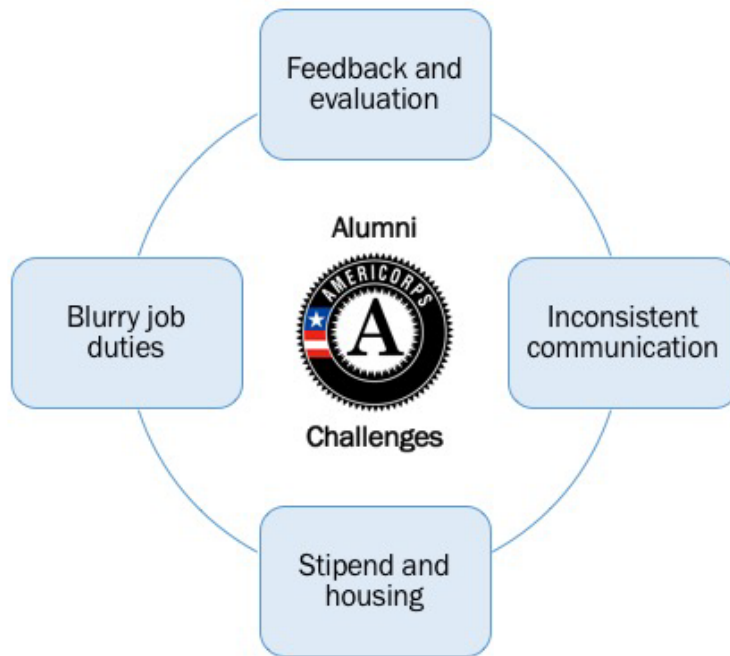 Feedback and
evaluation
Alumni
AMERICORPS
A
Challenges
Blurry job
duties
Inconsistent
communication
Stipend and
housing